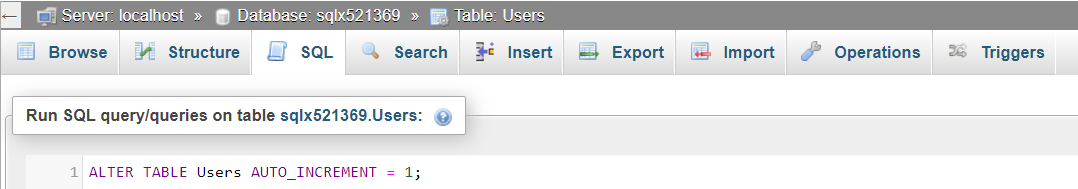 ← Server: localhost » Database: sqlx521369 » Table: Users
Browse Structure SQL Search Insert Export Import Operations Triggers
Run SQL query/queries on table sqlx521369.Users:
1 ALTER TABLE Users AUTO_INCREMENT = 1;